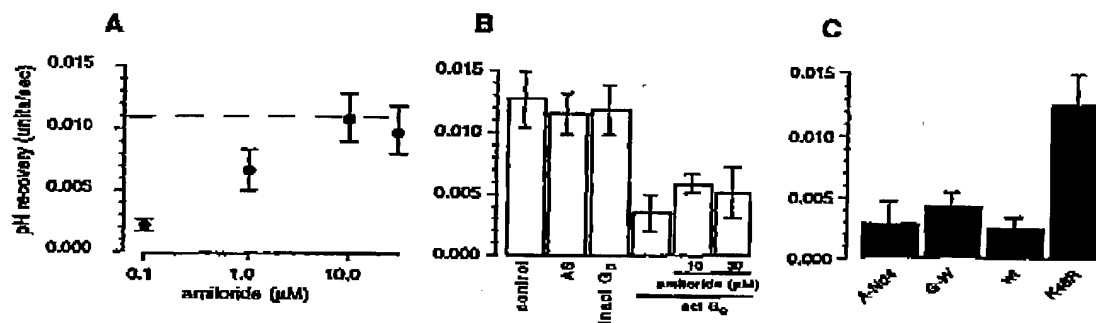 A
pH recovery (units/sec)
0.015
0.010
0.005
0.000
0.1
1.0
10.0
amiloride (µM)
B
0.015
0.010
0.005
0.000
control
AS
inact Go
10
30
amiloride (µM)
act Go
C
0.015
0.010
0.005
0.000
G-W
wt